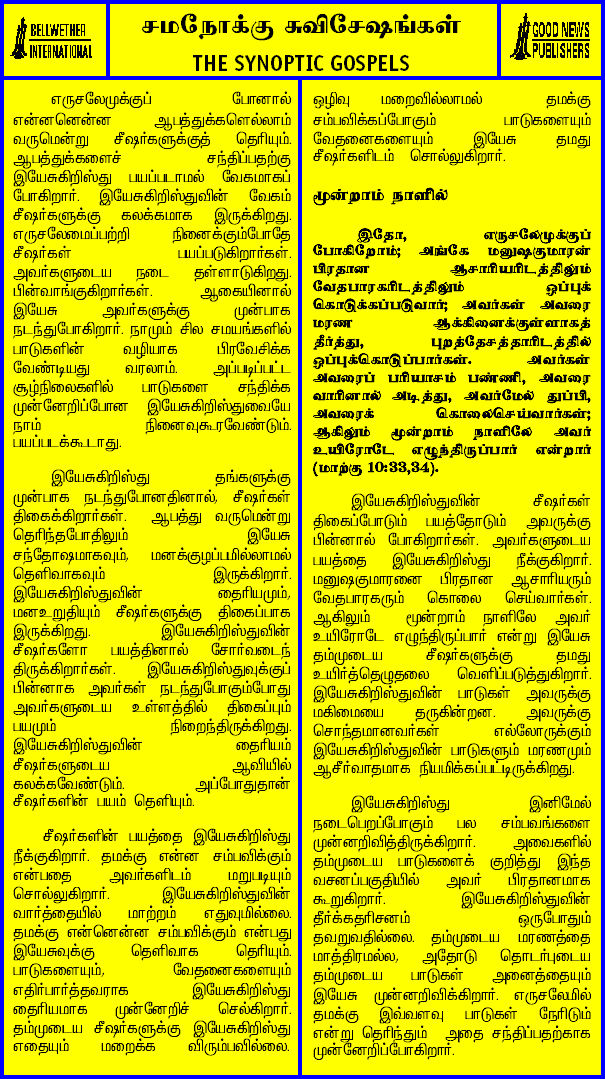 BELLWETHER
INTERNATIONAL
சமநோக்கு சுவிசேஷங்கள்
THE SYNOPTIC GOSPELS
GOOD NEWS
PUBLISHERS
எருசலேமுக்குப் போனால்
என்னனென்ன ஆபத்துக்களெல்லாம்
வருமென்று சீஷர்களுக்குத் தெரியும்.
ஆபத்துக்களைச் சந்திப்பதற்கு
இயேசுகிறிஸ்து பயப்படாமல் வேகமாகப்
போகிறார். இயேசுகிறிஸ்துவின் வேகம்
சீஷர்களுக்கு கலக்கமாக இருக்கிறது.
எருசலேமைப்பற்றி நினைக்கும்போதே
சீஷர்கள் பயப்படுகிறார்கள்.
அவர்களுடைய நடை தள்ளாடுகிறது.
பின்வாங்குகிறார்கள். ஆகையினால்
இயேசு அவர்களுக்கு முன்பாக
நடந்துபோகிறார். நாமும் சில சமயங்களில்
பாடுகளின் வழியாக பிரவேசிக்க
வேண்டியது வரலாம். அப்படிப்பட்ட
சூழ்நிலைகளில் பாடுகளை சந்திக்க
முன்னேறிப்போன இயேசுகிறிஸ்துவையே
நாம் நினைவுகூரவேண்டும்.
பயப்படக்கூடாது.
இயேசுகிறிஸ்து தங்களுக்கு
முன்பாக நடந்துபோனதினால், சீஷர்கள்
திகைக்கிறார்கள். ஆபத்து வருமென்று
தெரிந்தபோதிலும் இயேசு
சந்தோஷமாகவும், மனக்குழப்பமில்லாமல்
தெளிவாகவும் இருக்கிறார்.
இயேசுகிறிஸ்துவின் தைரியமும்,
மனஉறுதியும் சீஷர்களுக்கு திகைப்பாக
இருக்கிறது. இயேசுகிறிஸ்துவின்
சீஷர்களோ பயத்தினால் சோர்வடைந்
திருக்கிறார்கள். இயேசுகிறிஸ்துவுக்குப்
பின்னாக அவர்கள் நடந்துபோகும்போது
அவர்களுடைய உள்ளத்தில் திகைப்பும்
பயமும் நிறைந்திருக்கிறது.
இயேசுகிறிஸ்துவின் தைரியம்
சீஷர்களுடைய ஆவியில்
கலக்கவேண்டும். அப்போதுதான்
சீஷர்களின் பயம் தெளியும்.
சீஷர்களின் பயத்தை இயேசுகிறிஸ்து
நீக்குகிறார். தமக்கு என்ன சம்பவிக்கும்
என்பதை அவர்களிடம் மறுபடியும்
சொல்லுகிறார். இயேசுகிறிஸ்துவின்
வார்த்தையில் மாற்றம் எதுவுமில்லை.
தமக்கு என்னென்ன சம்பவிக்கும் என்பது
இயேசுவுக்கு தெளிவாக தெரியும்.
பாடுகளையும், வேதனைகளையும்
எதிர்பார்த்தவராக இயேசுகிறிஸ்து
தைரியமாக முன்னேறிச் செல்கிறார்.
தம்முடைய சீஷர்களுக்கு இயேசுகிறிஸ்து
எதையும் மறைக்க விரும்பவில்லை.
ஒழிவு மறைவில்லாமல் தமக்கு
சம்பவிக்கப்போகும் பாடுகளையும்
வேதனைகளையும் இயேசு தமது
சீஷர்களிடம் சொல்லுகிறார்.
மூன்றாம் நாளில்
இதோ, எருசலேமுக்குப்
போகிறோம்; அங்கே மனுஷகுமாரன்
பிரதான ஆசாரியரிடத்திலும்
வேதபாரகரிடத்திலும் ஒப்புக்
கொடுக்கப்படுவார்; அவர்கள் அவரை
மரண ஆக்கினைக்குள்ளாகத்
தீர்த்து, புறத்தேசத்தாரிடத்தில்
ஒப்புக்கொடுப்பார்கள். அவர்கள்
அவரைப் பரியாசம் பண்ணி, அவரை
வாரினால் அடித்து, அவர்மேல் துப்பி,
அவரைக் கொலைசெய்வார்கள்;
ஆகிலும் மூன்றாம் நாளிலே அவர்
உயிரோடே எழுந்திருப்பார் என்றார்
(மாற்கு 10:33,34).
இயேசுகிறிஸ்துவின் சீஷர்கள்
திகைப்போடும் பயத்தோடும் அவருக்கு
பின்னால் போகிறார்கள். அவர்களுடைய
பயத்தை இயேசுகிறிஸ்து நீக்குகிறார்.
மனுஷகுமாரனை பிரதான ஆசாரியரும்
வேதபாரகரும் கொலை செய்வார்கள்.
ஆகிலும் மூன்றாம் நாளிலே அவர்
உயிரோடே எழுந்திருப்பார் என்று இயேசு
தம்முடைய சீஷர்களுக்கு தமது
உயிர்த்தெழுதலை வெளிப்படுத்துகிறார்.
இயேசுகிறிஸ்துவின் பாடுகள் அவருக்கு
மகிமையை தருகின்றன. அவருக்கு
சொந்தமானவர்கள் எல்லோருக்கும்
இயேசுகிறிஸ்துவின் பாடுகளும் மரணமும்
ஆசீர்வாதமாக நியமிக்கப்பட்டிருக்கிறது.
இயேசுகிறிஸ்து இனிமேல்
நடைபெறப்போகும் பல சம்பவங்களை
முன்னறிவித்திருக்கிறார். அவைகளில்
தம்முடைய பாடுகளைக் குறித்து இந்த
வசனப்பகுதியில் அவர் பிரதானமாக
கூறுகிறார். இயேசுகிறிஸ்துவின்
தீர்க்கதரிசனம் ஒருபோதும்
தவறுவதில்லை. தம்முடைய மரணத்தை
மாத்திரமல்ல, அதோடு தொடர்புடைய
தம்முடைய பாடுகள் அனைத்தையும்
இயேசு முன்னறிவிக்கிறார். எருசலேமில்
தமக்கு இவ்வளவு பாடுகள் நேரிடும்
என்று தெரிந்தும் அதை சந்திப்பதற்காக
முன்னேறிப்போகிறார்.